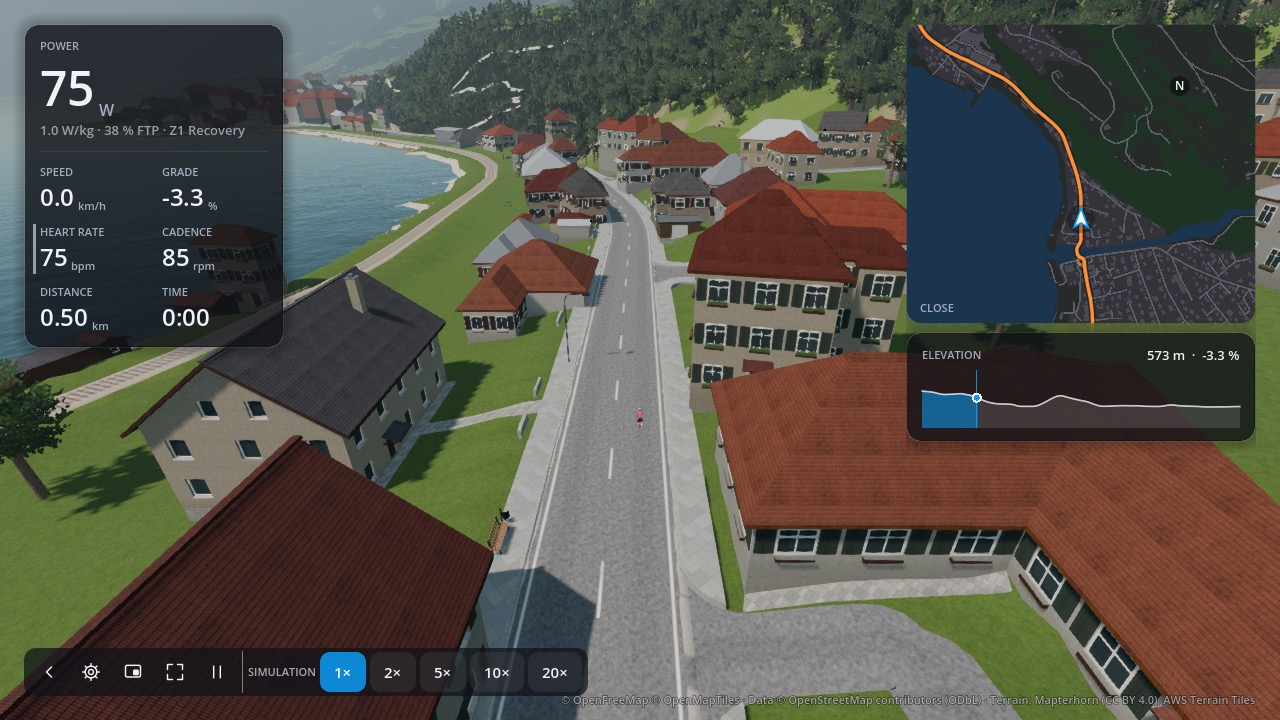 POWER
75 W
1.0 W/kg · 38 % FTP · Z1 Recovery
SPEED
GRADE
0.0 km/h
-3.3 %
HEART RATE
CADENCE
75 bpm
85 rpm
DISTANCE
TIME
0.50 km
0:00
N
CLOSE
ELEVATION
573 m · -3.3 %
SIMULATION
1×
2×
5×
10×
20×
© OpenFreeMap © OpenMapTiles · Data © OpenStreetMap contributors (ODbL) · Terrain: Mapterhorn (CC BY 4.0), AWS Terrain Tiles